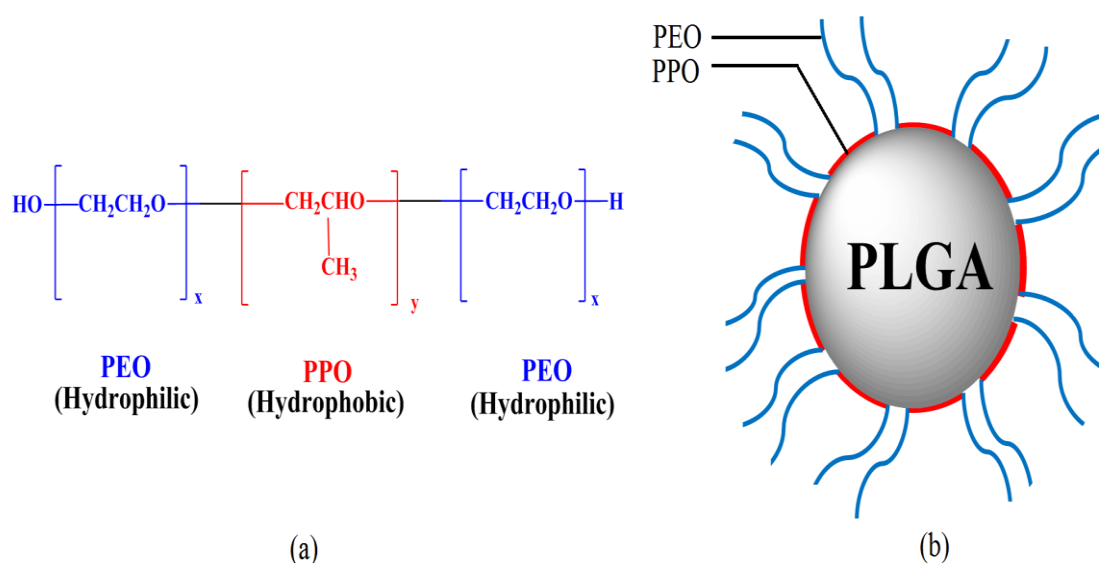 HO CH₂CH₂O CH₂CHO CH₂CH₂O H
CH₃
x y x
PEO PPO PEO
(Hydrophilic) (Hydrophobic) (Hydrophilic)
(a)
PEO
PPO
PLGA
(b)